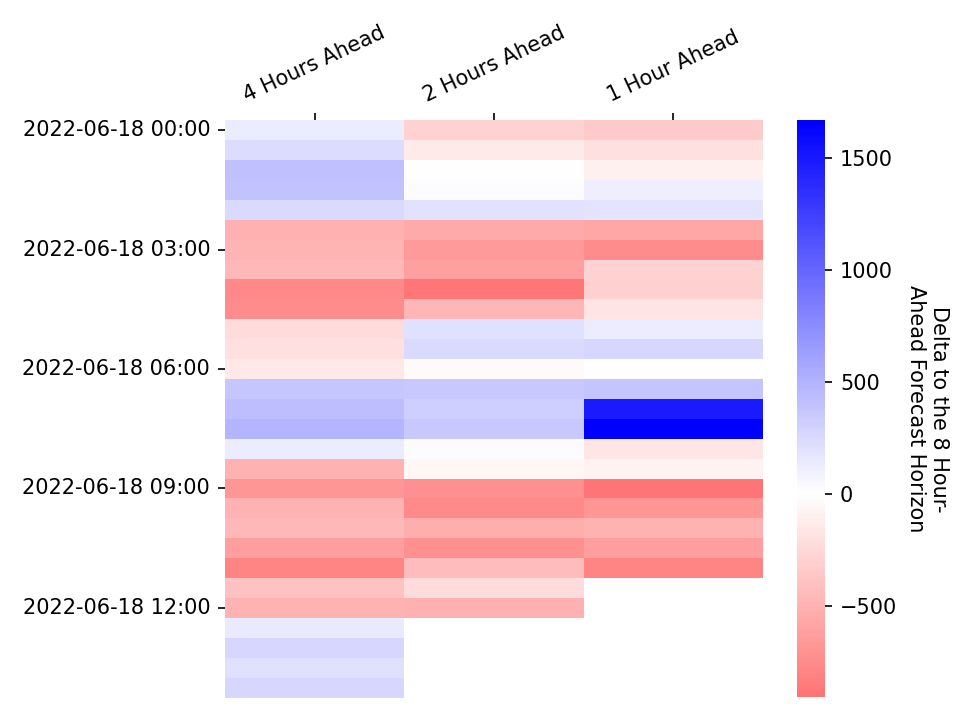 4 Hours Ahead
2 Hours Ahead
1 Hour Ahead
2022-06-18 00:00
2022-06-18 03:00
2022-06-18 06:00
2022-06-18 09:00
2022-06-18 12:00
1500
1000
500
0
−500
Delta to the 8 Hour-
Ahead Forecast Horizon